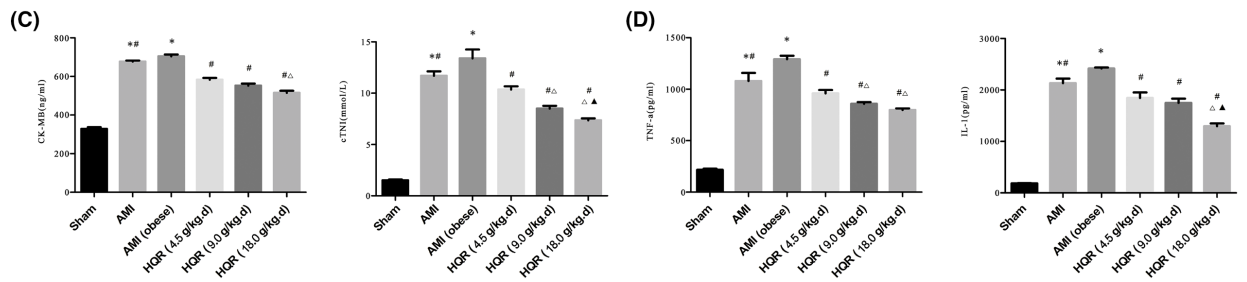 (C)
CK-MB(ng/ml)
800
600
400
200
0
*#
*
#
#
#△
Sham
AMI
AMI (obese)
HQR ( 4.5 g/kg.d)
HQR ( 9.0 g/kg.d)
HQR ( 18.0 g/kg.d)
cTNI(mmol/L)
15
10
5
0
*#
*
#
#△
#
△▲
Sham
AMI
AMI (obese)
HQR ( 4.5 g/kg.d)
HQR ( 9.0 g/kg.d)
HQR ( 18.0 g/kg.d)
(D)
TNF-a(pg/ml)
1500
1000
500
0
*#
*
#
#△
#△
Sham
AMI
AMI (obese)
HQR ( 4.5 g/kg.d)
HQR ( 9.0 g/kg.d)
HQR ( 18.0 g/kg.d)
IL-1(pg/ml)
3000
2000
1000
0
*#
*
#
#
#
△▲
Sham
AMI
AMI (obese)
HQR ( 4.5 g/kg.d)
HQR ( 9.0 g/kg.d)
HQR ( 18.0 g/kg.d)